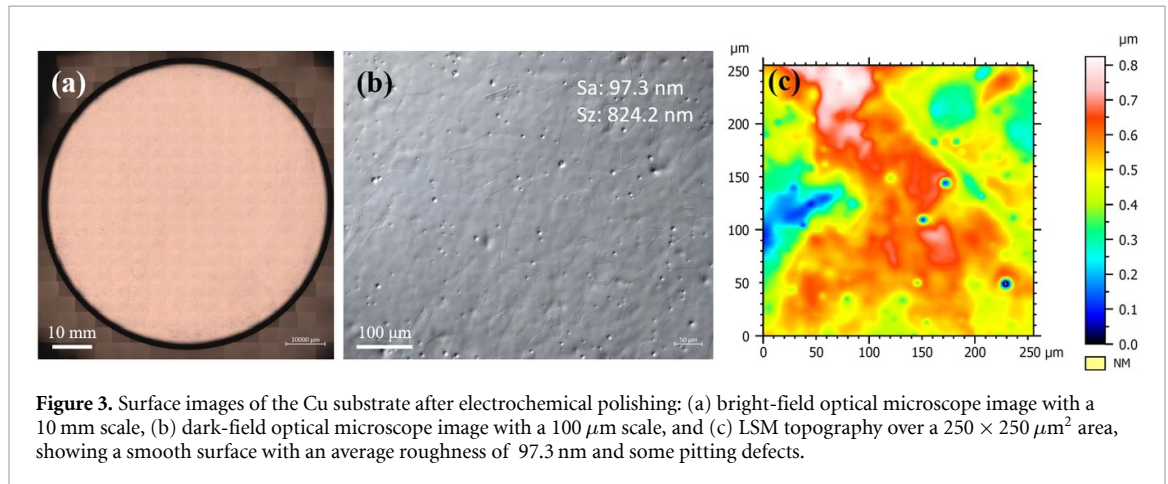 (a)
10 mm
10000 µm
(b)
Sa: 97.3 nm
Sz: 824.2 nm
100 µm
50 µm
(c)
µm
250
200
150
100
50
0
0 50 100 150 200 250 µm
µm
0.8
0.7
0.6
0.5
0.4
0.3
0.2
0.1
0.0
NM
Figure 3. Surface images of the Cu substrate after electrochemical polishing: (a) bright-field optical microscope image with a
10 mm scale, (b) dark-field optical microscope image with a 100 µm scale, and (c) LSM topography over a 250 × 250 µm² area,
showing a smooth surface with an average roughness of 97.3 nm and some pitting defects.